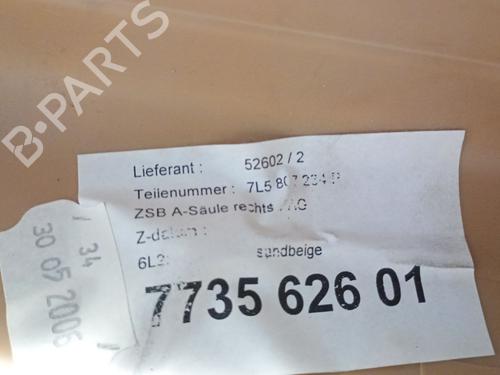 B-PARTS
Lieferant : 52602 / 2
Teilenummer : 7L5 867 234 P
ZSB A-Säule rechts
Z-datum :
6L2: sandbeige
7735 626 01
/ 34
30 05 2006